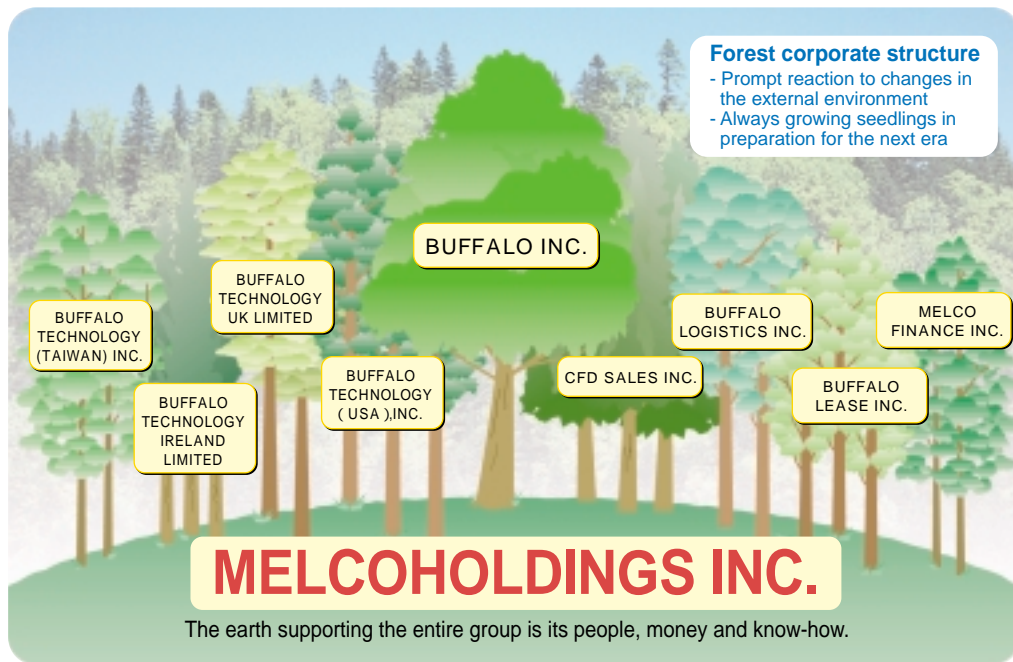 Forest corporate structure
- Prompt reaction to changes in
the external environment
- Always growing seedlings in
preparation for the next era
BUFFALO INC.
BUFFALO
TECHNOLOGY
UK LIMITED
BUFFALO
TECHNOLOGY
(TAIWAN) INC.
BUFFALO
LOGISTICS INC.
MELCO
FINANCE INC.
BUFFALO
TECHNOLOGY
( USA ),INC.
CFD SALES INC.
BUFFALO
LEASE INC.
BUFFALO
TECHNOLOGY
IRELAND
LIMITED
MELCOHOLDINGS INC.
The earth supporting the entire group is its people, money and know-how.